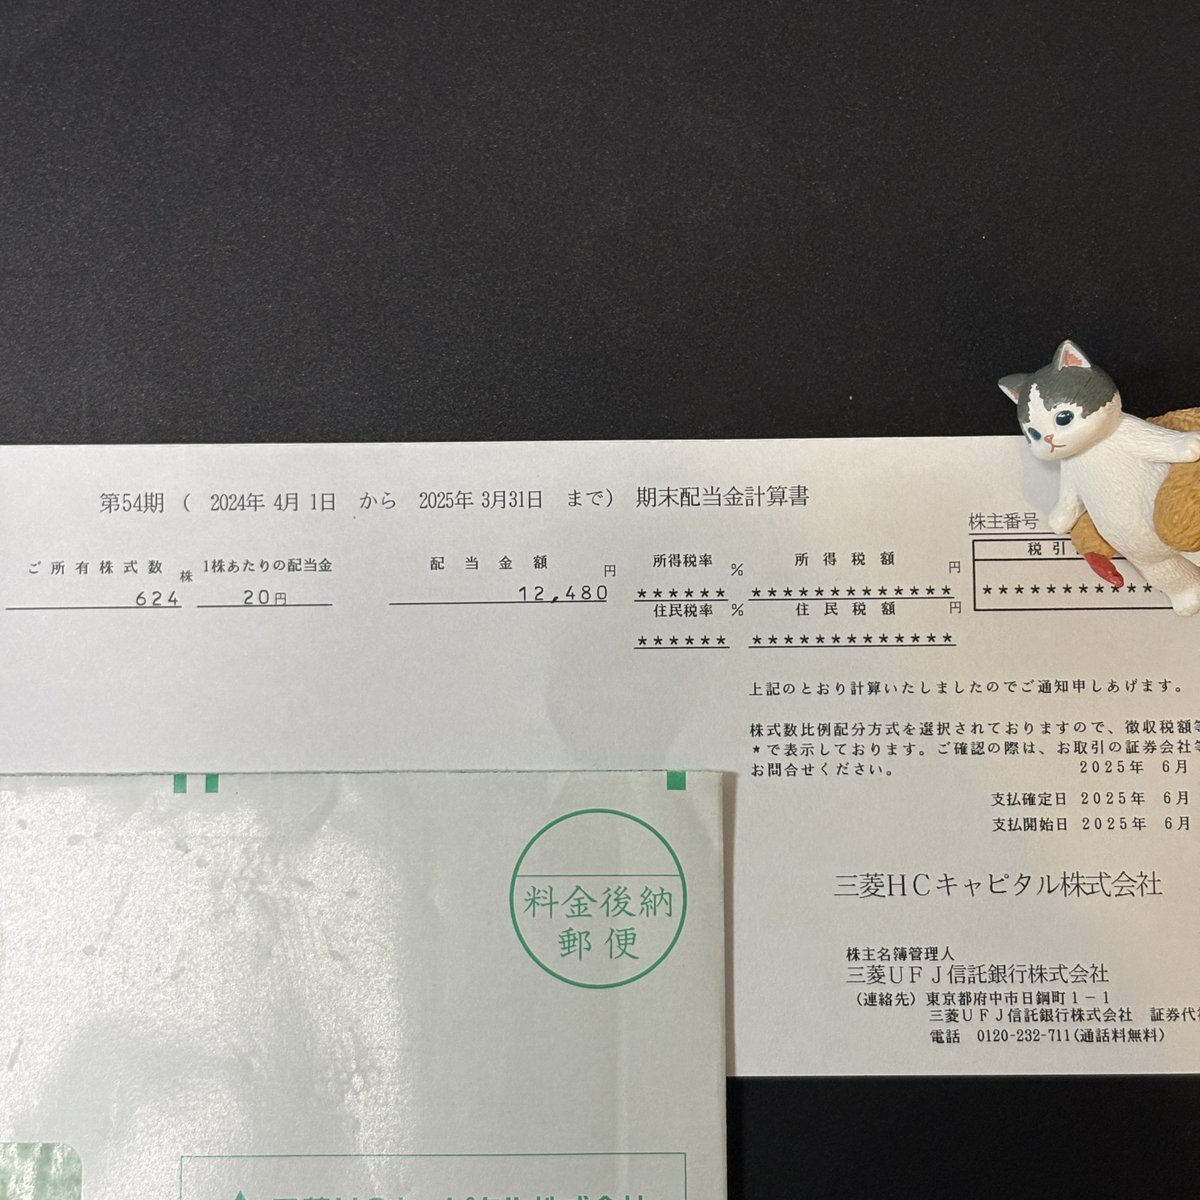 第54期 ( 2024年 4月 1日 から 2025年 3月31日 まで) 期末配当金計算書
株主番号
ご所有株式数 株 1株あたりの配当金 配当金額 円 所得税率 % 所得税額 円 税引
624 20円 12,480 ****** ************* **********
住民税率 % 住民税額 円
****** *************
上記のとおり計算いたしましたのでご通知申しあげます。
株式数比例配分方式を選択されておりますので、徴収税額等
*で表示しております。ご確認の際は、お取引の証券会社等
お問合せください。
2025年 6月
支払確定日 2025年 6月
支払開始日 2025年 6月
三菱HCキャピタル株式会社
株主名簿管理人
三菱UFJ信託銀行株式会社
(連絡先) 東京都府中市日鋼町1-1
三菱UFJ信託銀行株式会社 証券代
電話 0120-232-711(通話料無料)
料金後納
郵便